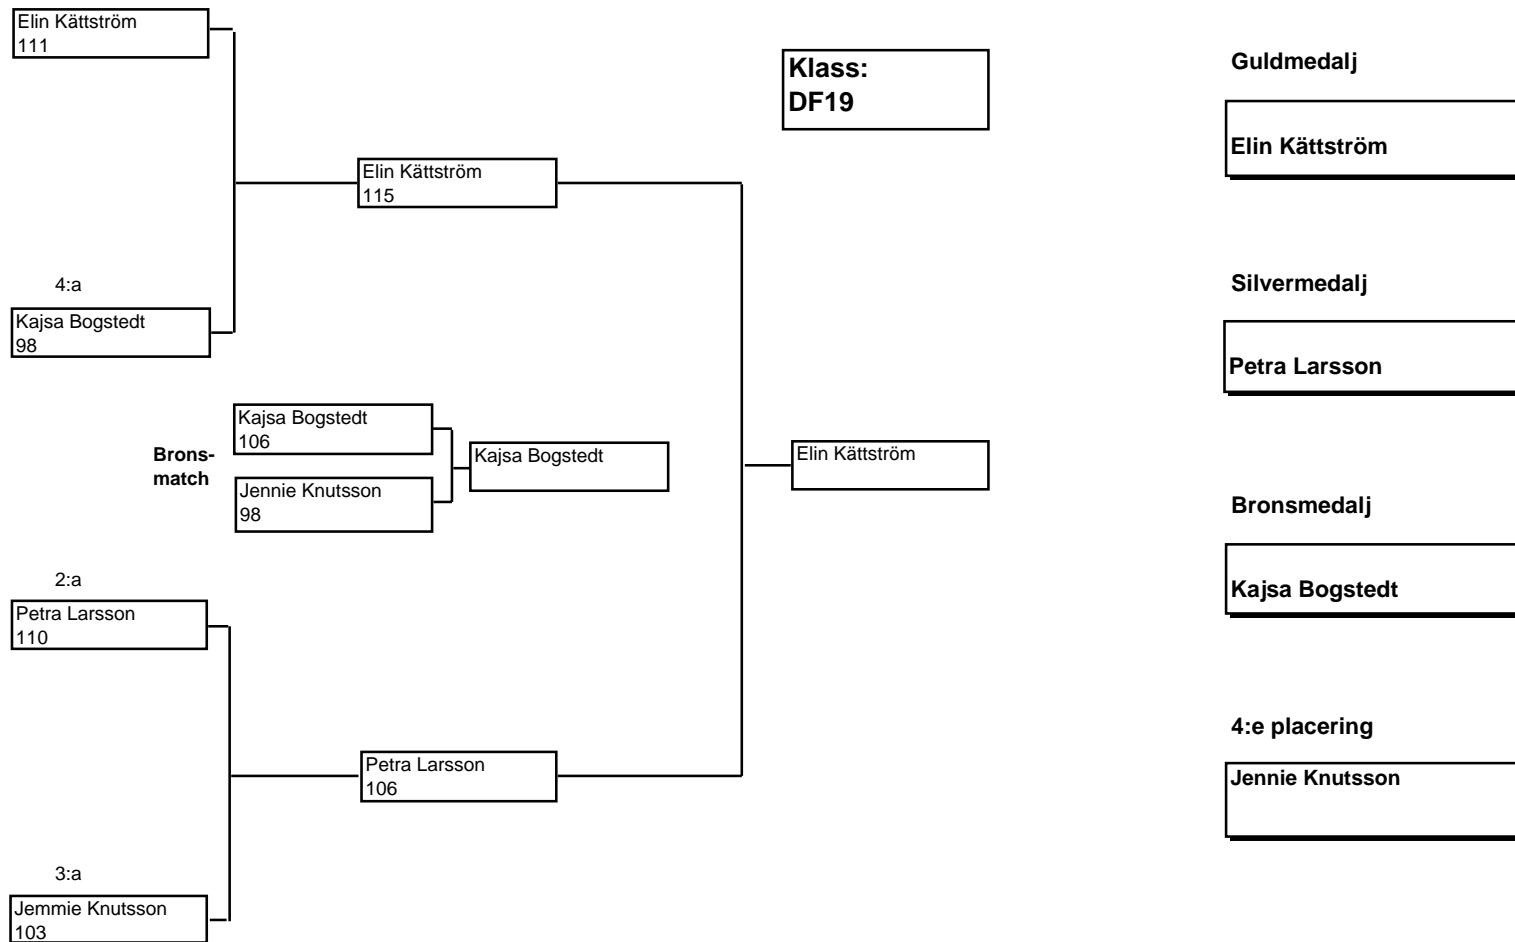 Elin Kättström
111
Klass:
DF19
Guldmedalj
Elin Kättström
Elin Kättström
115
4:a
Kajsa Bogstedt
98
Silvermedalj
Petra Larsson
Brons-
match
Kajsa Bogstedt
106
Jennie Knutsson
98
Kajsa Bogstedt
Elin Kättström
Bronsmedalj
Kajsa Bogstedt
2:a
Petra Larsson
110
Petra Larsson
106
4:e placering
Jennie Knutsson
3:a
Jemmie Knutsson
103